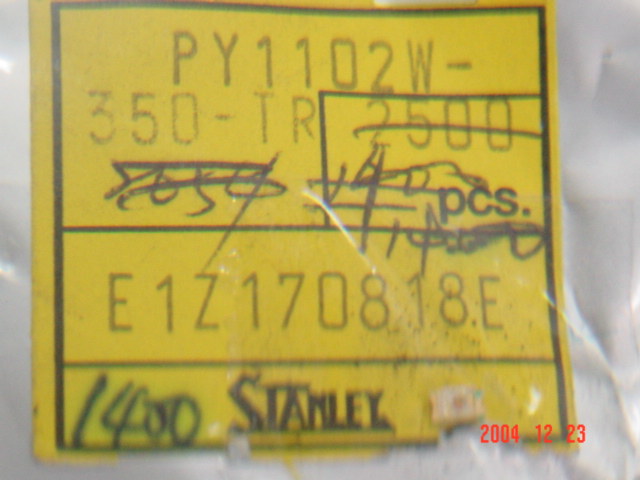 PY1102W-
350-TR 2500
pcs.
E1Z170818E
1400 STANLEY
2004 12 23